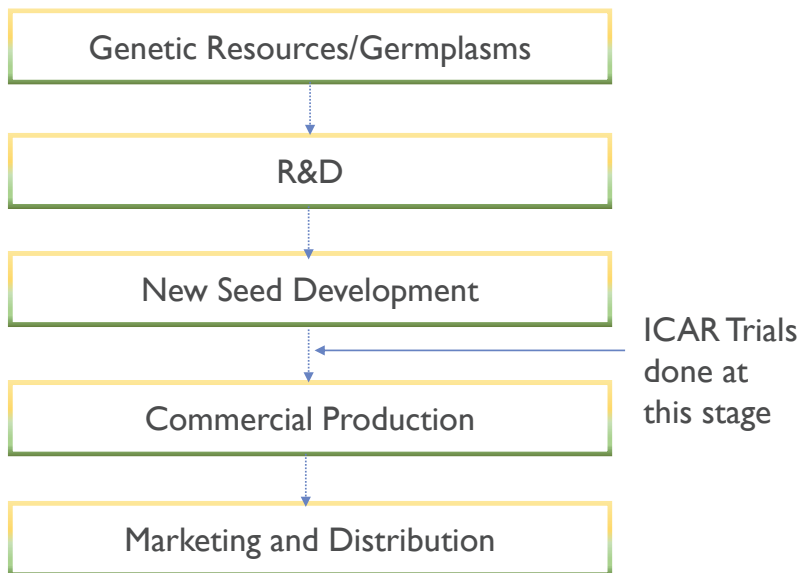 Genetic Resources/Germplasms
R&D
New Seed Development
ICAR Trials
done at
this stage
Commercial Production
Marketing and Distribution